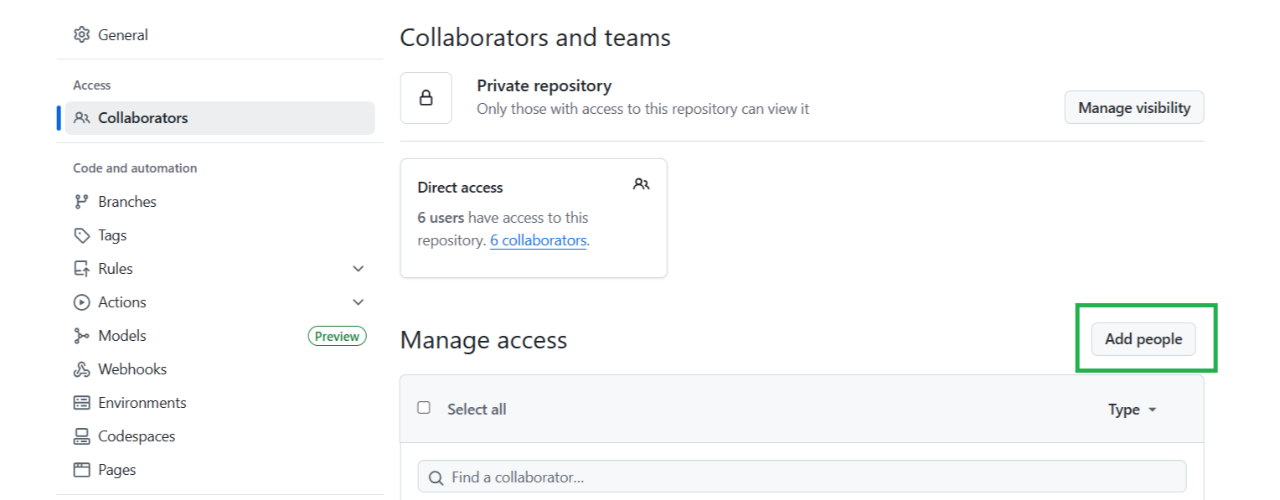 General
Access
Collaborators
Code and automation
Branches
Tags
Rules
Actions
Models
Preview
Webhooks
Environments
Codespaces
Pages
Collaborators and teams
Private repository
Only those with access to this repository can view it
Manage visibility
Direct access
6 users have access to this
repository. 6 collaborators.
Manage access
Add people
Select all
Type
Find a collaborator...